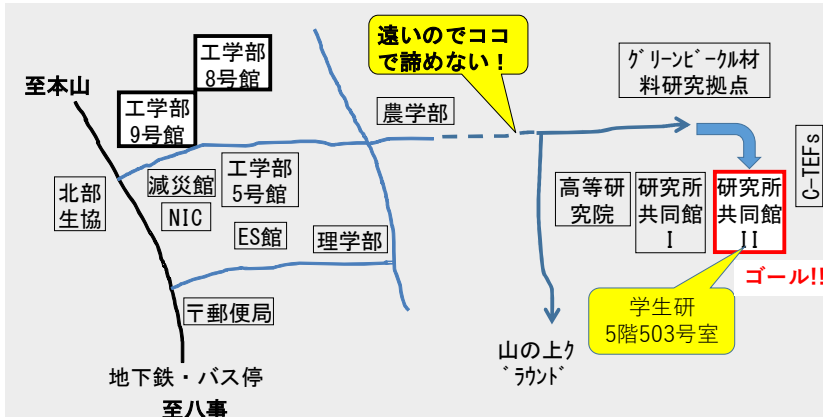 工学部
8号館
遠いのでココ
で諦めない！
ｸﾞﾘｰﾝﾋﾞｰｸﾙ材
料研究拠点
至本山
工学部
9号館
農学部
北部
生協
減災館
工学部
5号館
NIC
ES館
理学部
高等研
究院
研究所
共同館
I
研究所
共同館
II
C-TEFs
ゴール!!
〒郵便局
学生研
5階503号室
山の上ｸ
ﾞﾗｳﾝﾄﾞ
地下鉄・バス停
至八事